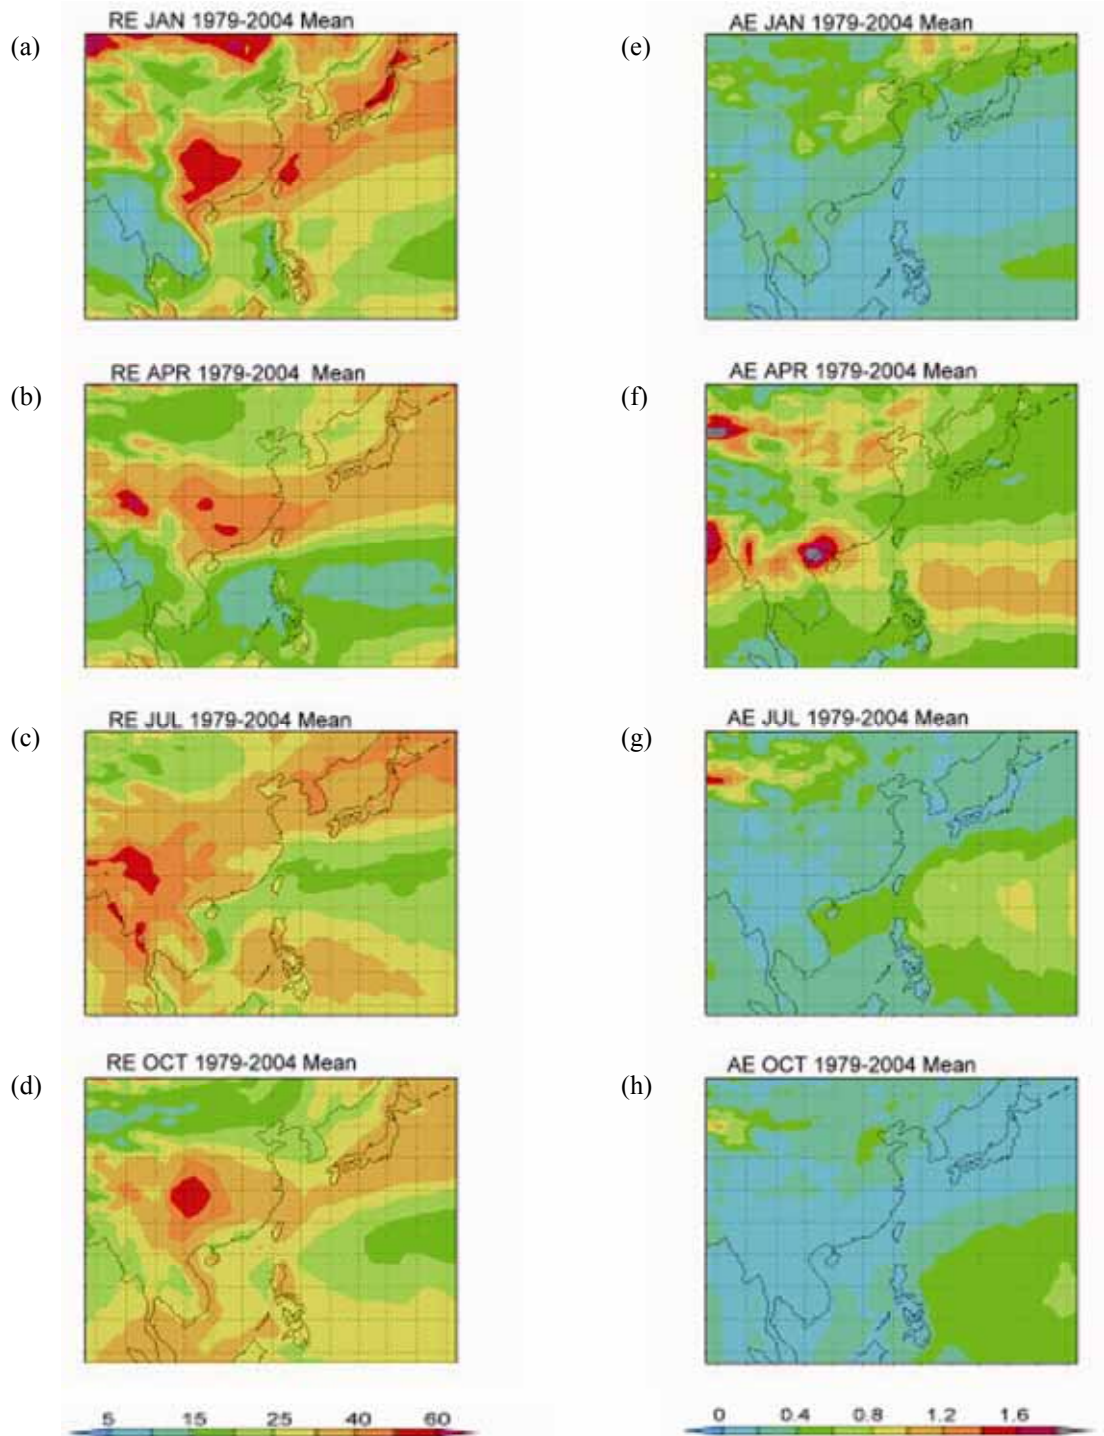 RE JAN 1979-2004 Mean
AE JAN 1979-2004 Mean
(a)
(e)
RE APR 1979-2004 Mean
AE APR 1979-2004 Mean
(b)
(f)
RE JUL 1979-2004 Mean
AE JUL 1979-2004 Mean
(c)
(g)
RE OCT 1979-2004 Mean
AE OCT 1979-2004 Mean
(d)
(h)
5 15 25 40 60
0 0.4 0.8 1.2 1.6